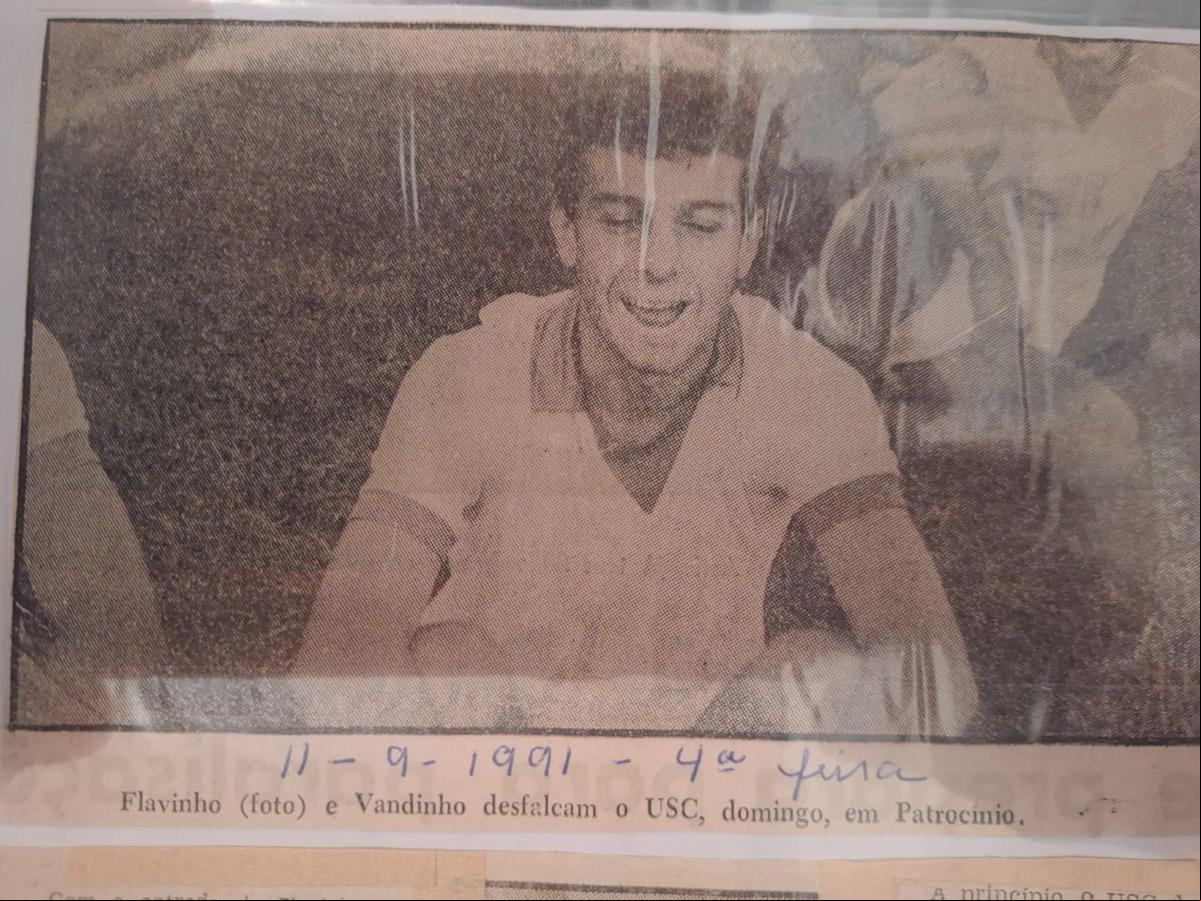 11 - 9 - 1991 - 4ª feira
Flavinho (foto) e Vandinho desfalcam o USC, domingo, em Patrocínio.
A princípio o USC